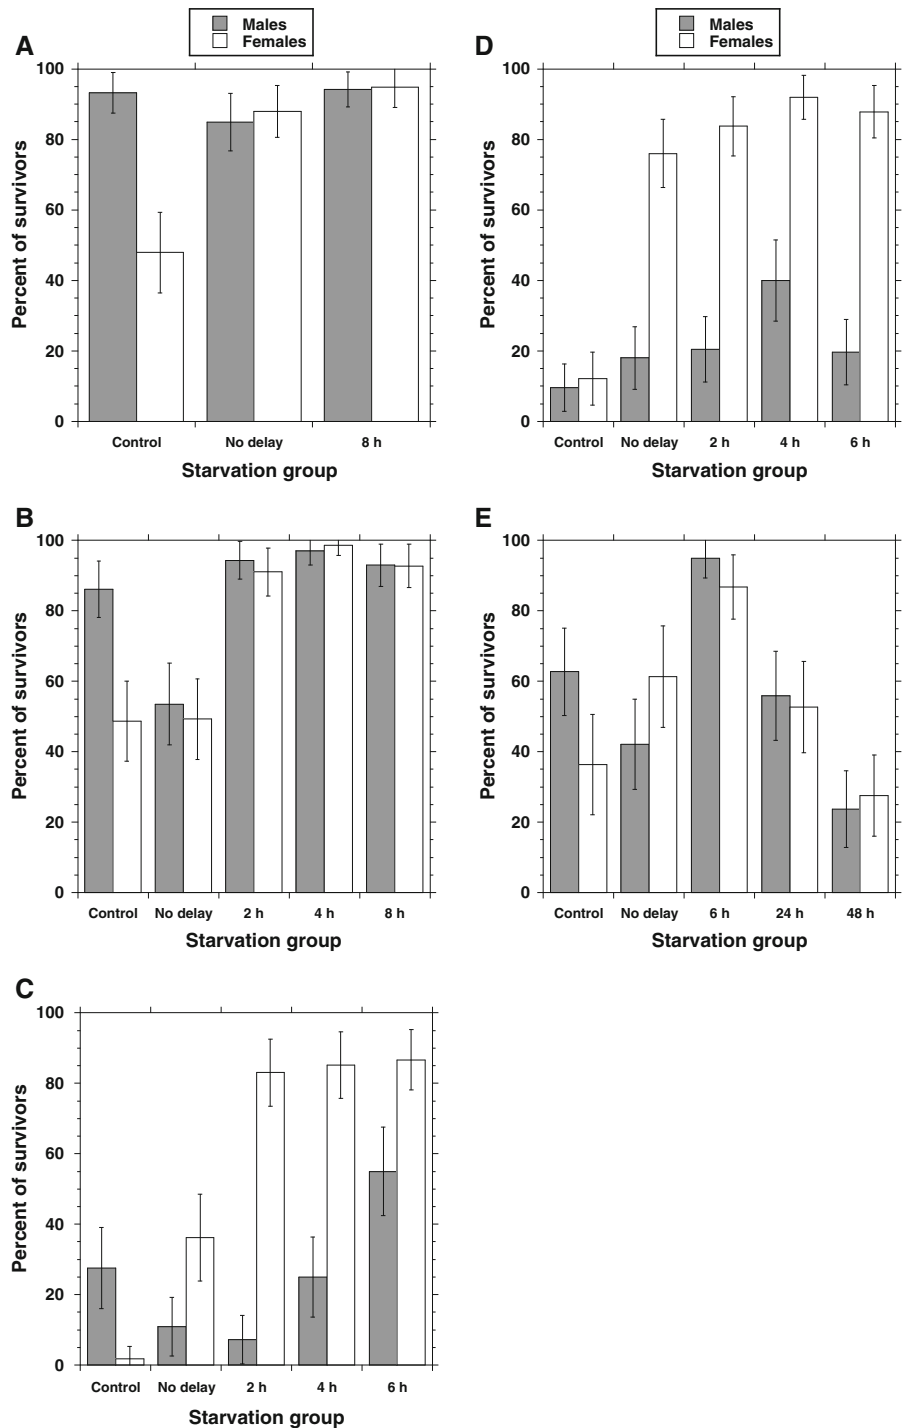 Males
Females
A
100
80
60
40
20
0
Percent of survivors
Control No delay 8 h
Starvation group
B
100
80
60
40
20
0
Percent of survivors
Control No delay 2 h 4 h 8 h
Starvation group
C
100
80
60
40
20
0
Percent of survivors
Control No delay 2 h 4 h 6 h
Starvation group
Males
Females
D
100
80
60
40
20
0
Percent of survivors
Control No delay 2 h 4 h 6 h
Starvation group
E
100
80
60
40
20
0
Percent of survivors
Control No delay 6 h 24 h 48 h
Starvation group